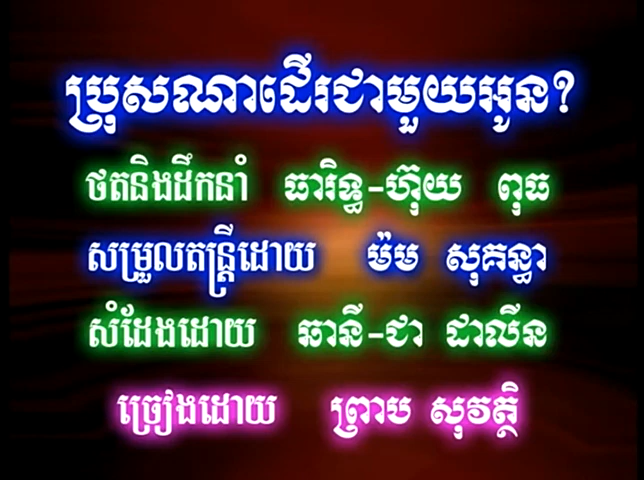 ប្រុសណាដើរជាមួយអូន?
ថតនិងដឹកនាំ ធារិទ្ធ-ហ៊ុយ ពុធ
សម្រួលតន្ត្រីដោយ ម៉ម សុគន្ធា
សំដែងដោយ ឆានី-ជា ដាលីន
ច្រៀងដោយ ព្រាប សុវត្ថិ